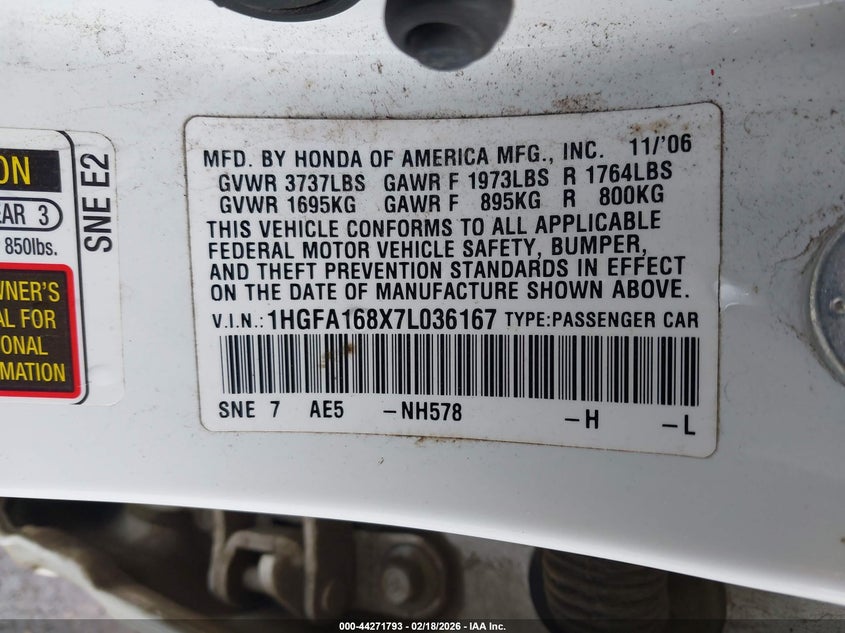 ON
EAR 3
850lbs.
SNE E2
WNER'S
AL FOR
ONAL
RMATION
MFD. BY HONDA OF AMERICA MFG., INC. 11/'06
GVWR 3737LBS GAWR F 1973LBS R 1764LBS
GVWR 1695KG GAWR F 895KG R 800KG
THIS VEHICLE CONFORMS TO ALL APPLICABLE
FEDERAL MOTOR VEHICLE SAFETY, BUMPER,
AND THEFT PREVENTION STANDARDS IN EFFECT
ON THE DATE OF MANUFACTURE SHOWN ABOVE.
V.I.N.: 1HGFA168X7L036167 TYPE:PASSENGER CAR
SNE 7 AE5 -NH578 -H -L
000-44271793 - 02/18/2026 - IAA Inc.